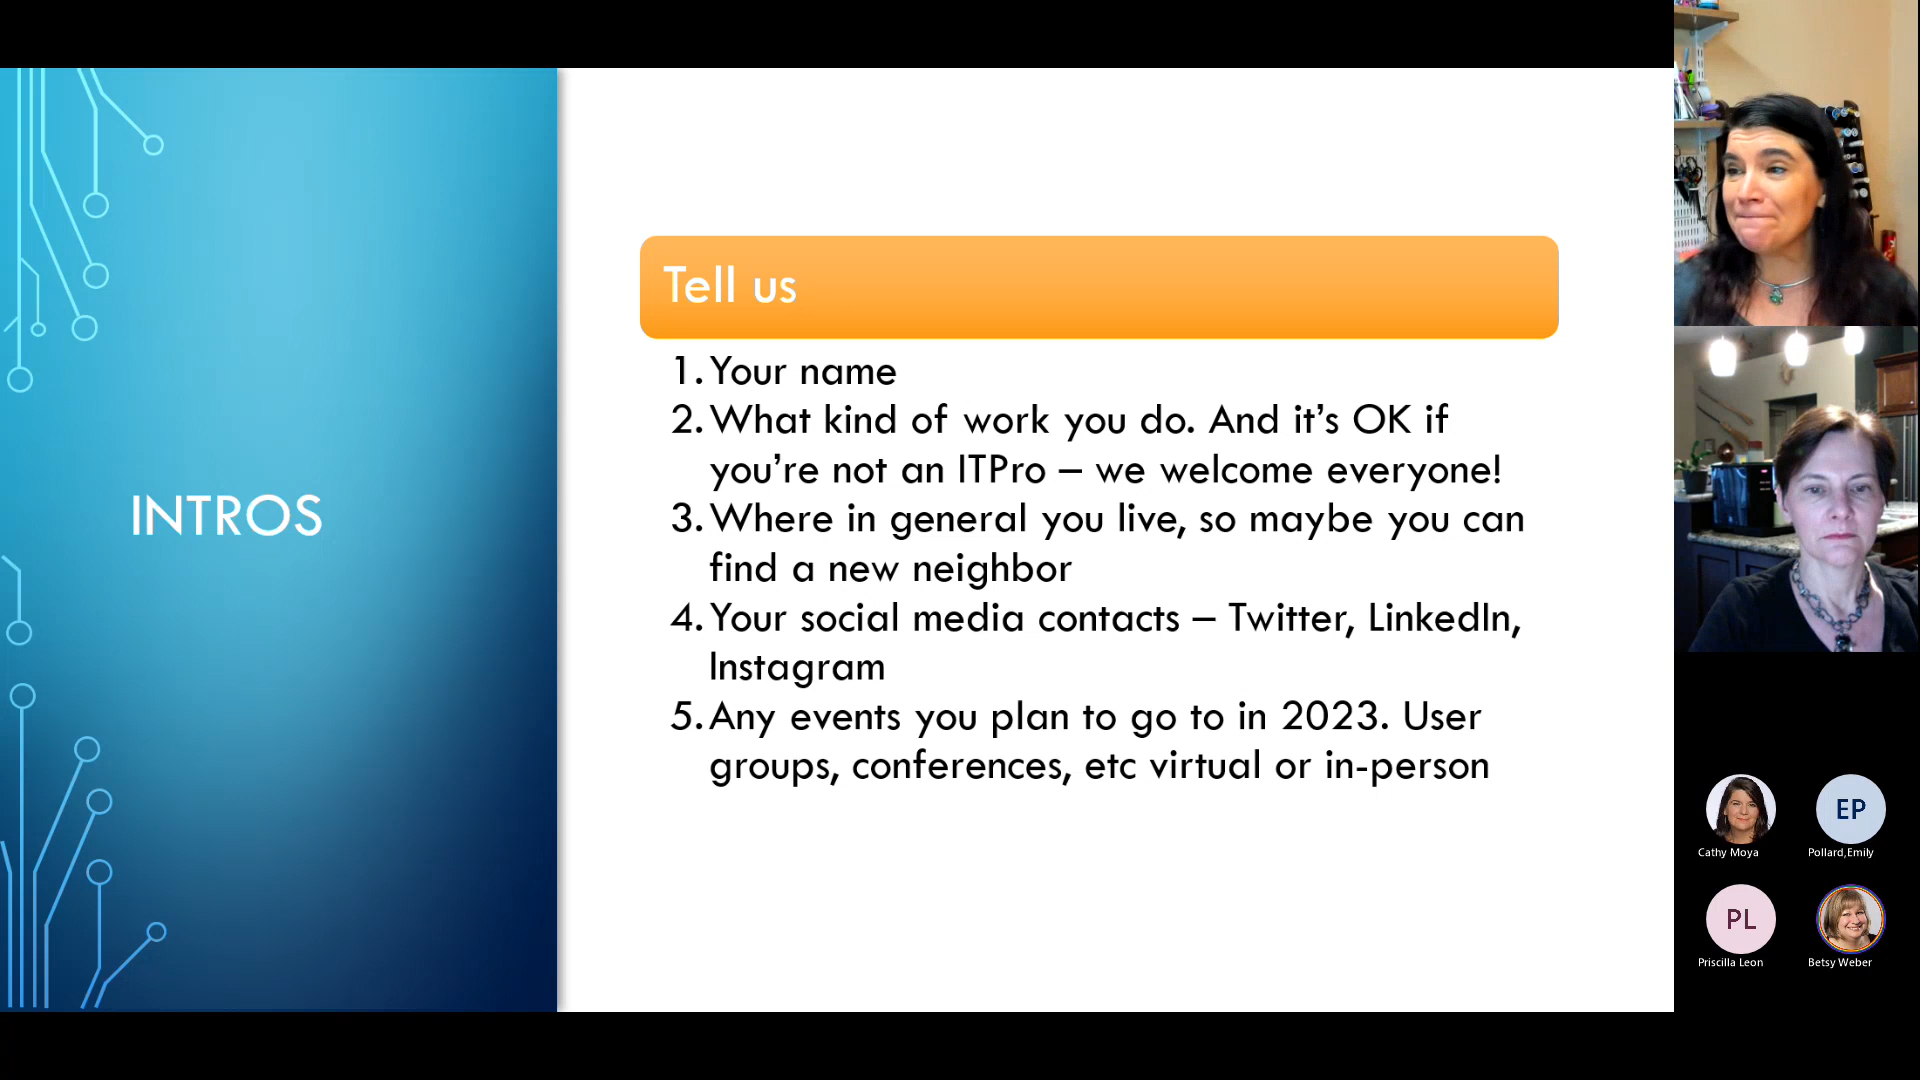 INTROS
Tell us
1. Your name
2. What kind of work you do. And it’s OK if
you’re not an ITPro – we welcome everyone!
3. Where in general you live, so maybe you can
find a new neighbor
4. Your social media contacts – Twitter, LinkedIn,
Instagram
5. Any events you plan to go to in 2023. User
groups, conferences, etc virtual or in-person
EP
Cathy Moya
Pollard,Emily
PL
Priscilla Leon
Betsy Weber